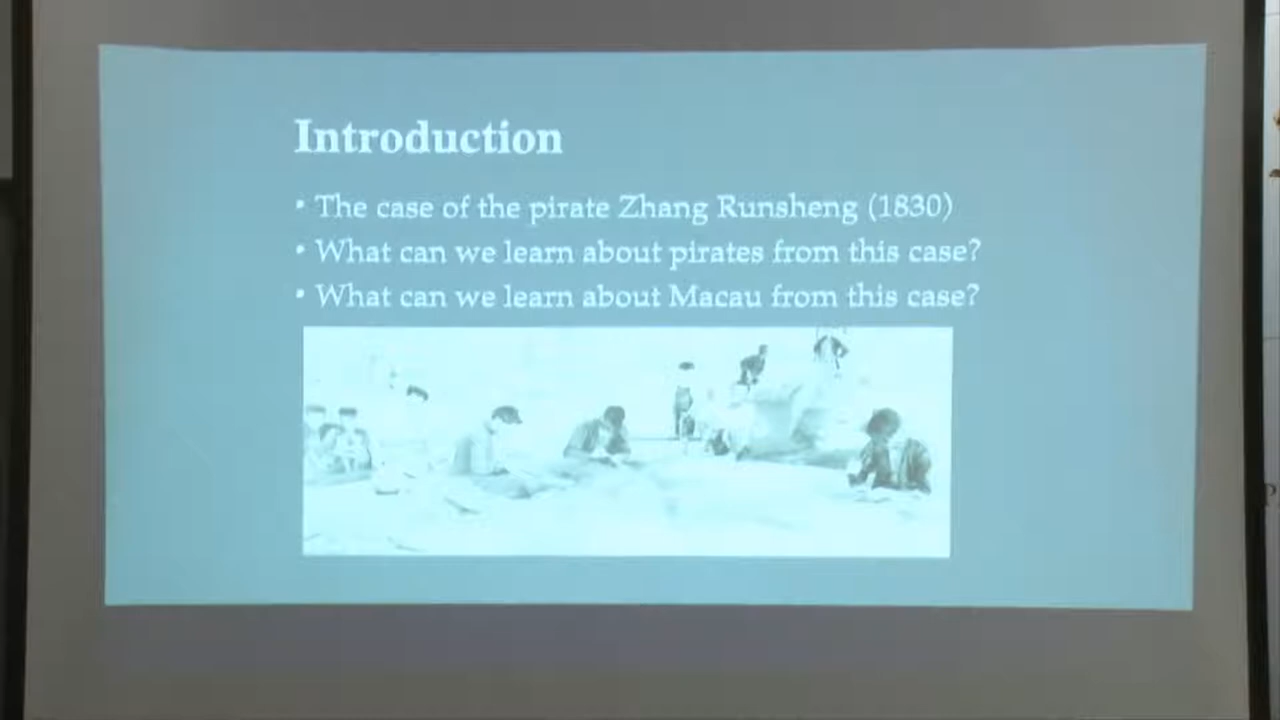 Introduction
• The case of the pirate Zhang Runsheng (1830)
• What can we learn about pirates from this case?
• What can we learn about Macau from this case?